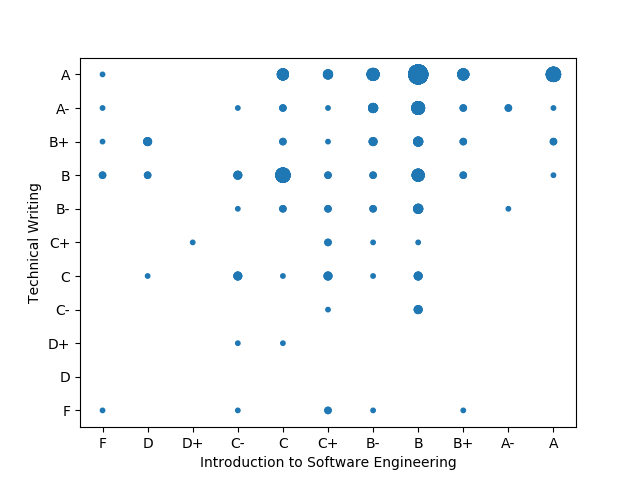 A
A-
B+
B
B-
C+
C
C-
D+
D
F
Technical Writing
F D D+ C- C C+ B- B B+ A- A
Introduction to Software Engineering